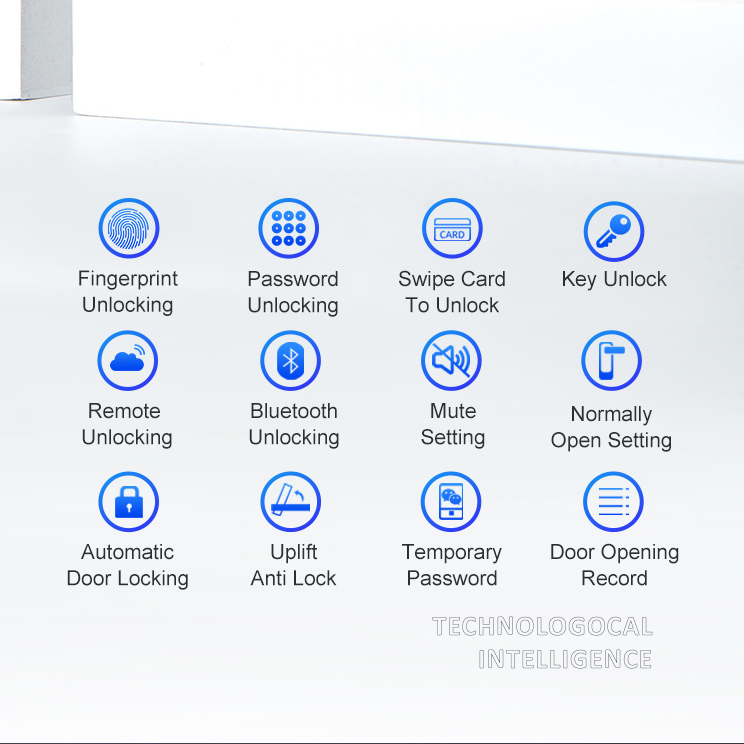 CARD
Fingerprint
Unlocking
Password
Unlocking
Swipe Card
To Unlock
Key Unlock
Remote
Unlocking
Bluetooth
Unlocking
Mute
Setting
Normally
Open Setting
Automatic
Door Locking
Uplift
Anti Lock
Temporary
Password
Door Opening
Record
TECHNOLOGOCAL
INTELLIGENCE